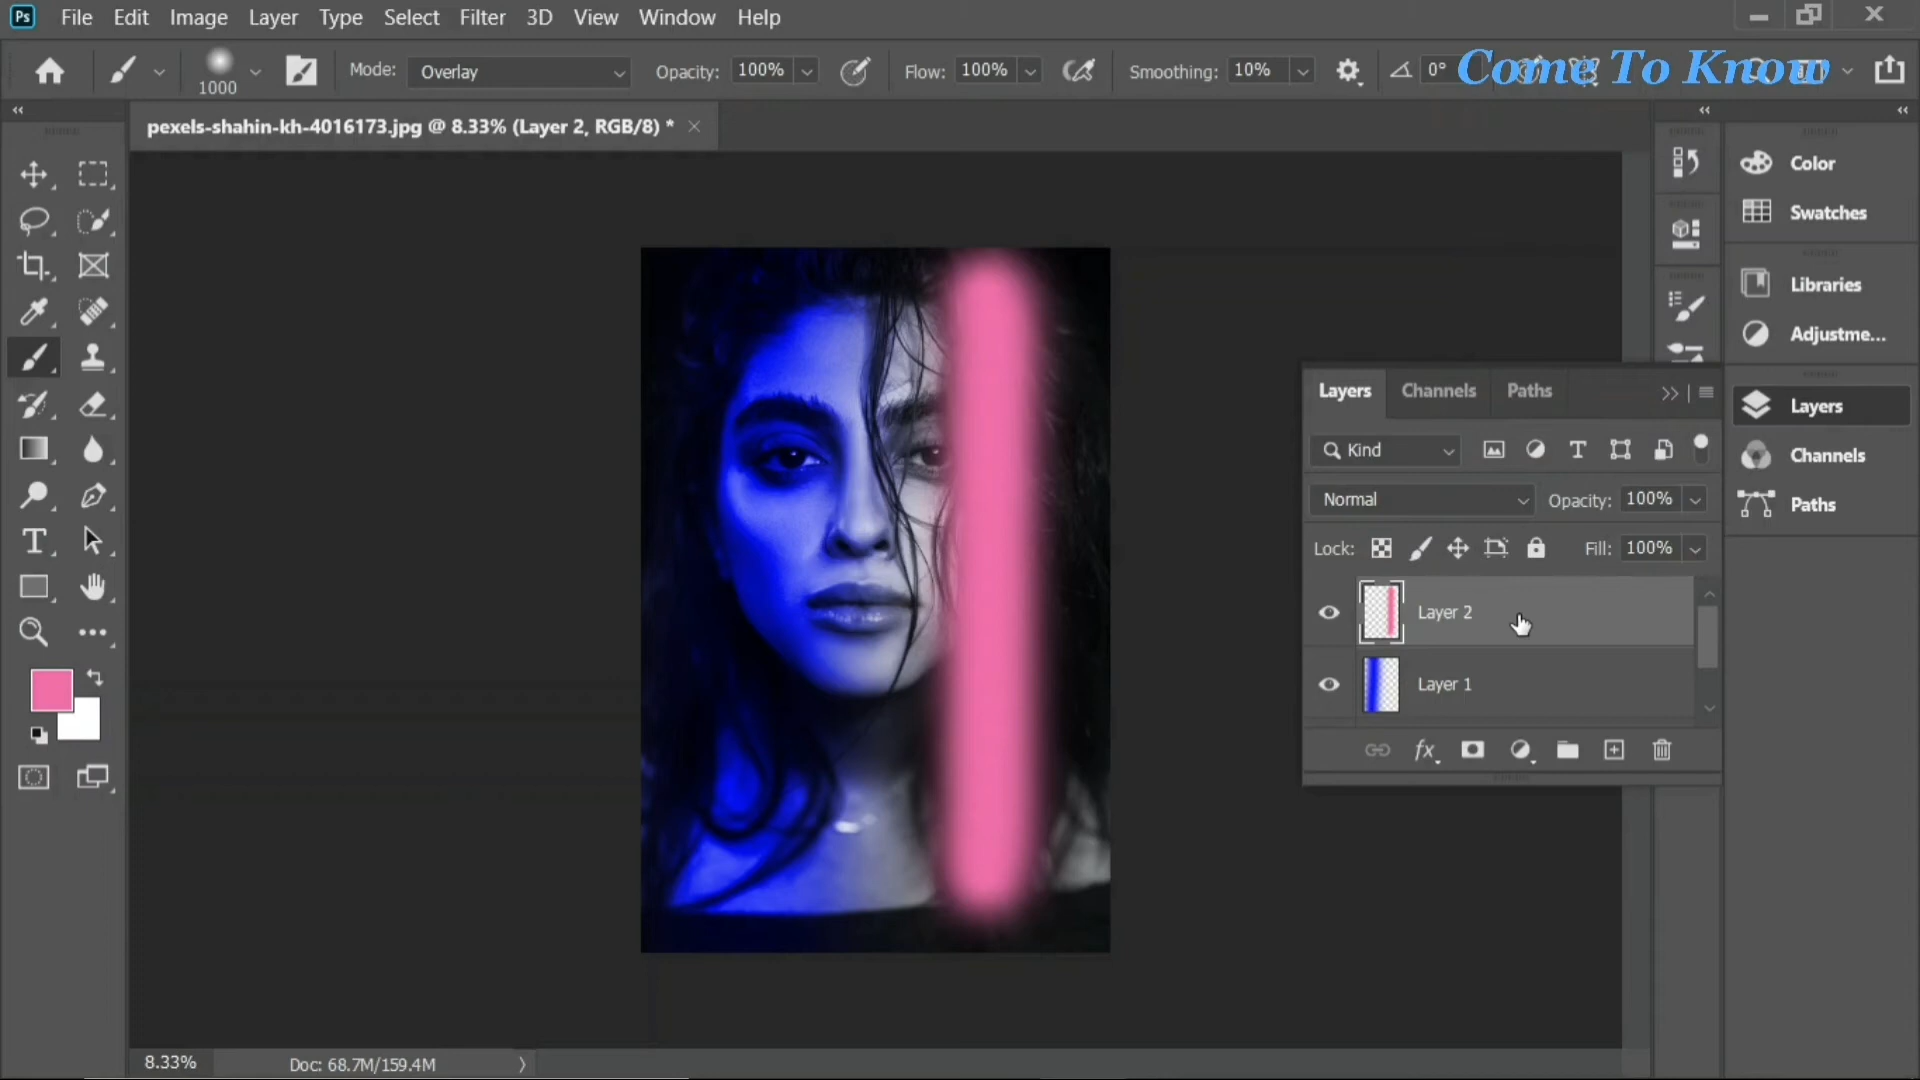 Ps File Edit Image Layer Type Select Filter 3D View Window Help
1000 Mode: Overlay Opacity: 100% Flow: 100% Smoothing: 10% 0° Come To Know
pexels-shahin-kh-4016173.jpg @ 8.33% (Layer 2, RGB/8) *
Color
Swatches
Libraries
Adjustme...
Layers
Channels
Paths
Layers Channels Paths
Kind
Normal Opacity: 100%
Lock: Fill: 100%
Layer 2
Layer 1
fx
8.33% Doc: 68.7M/159.4M